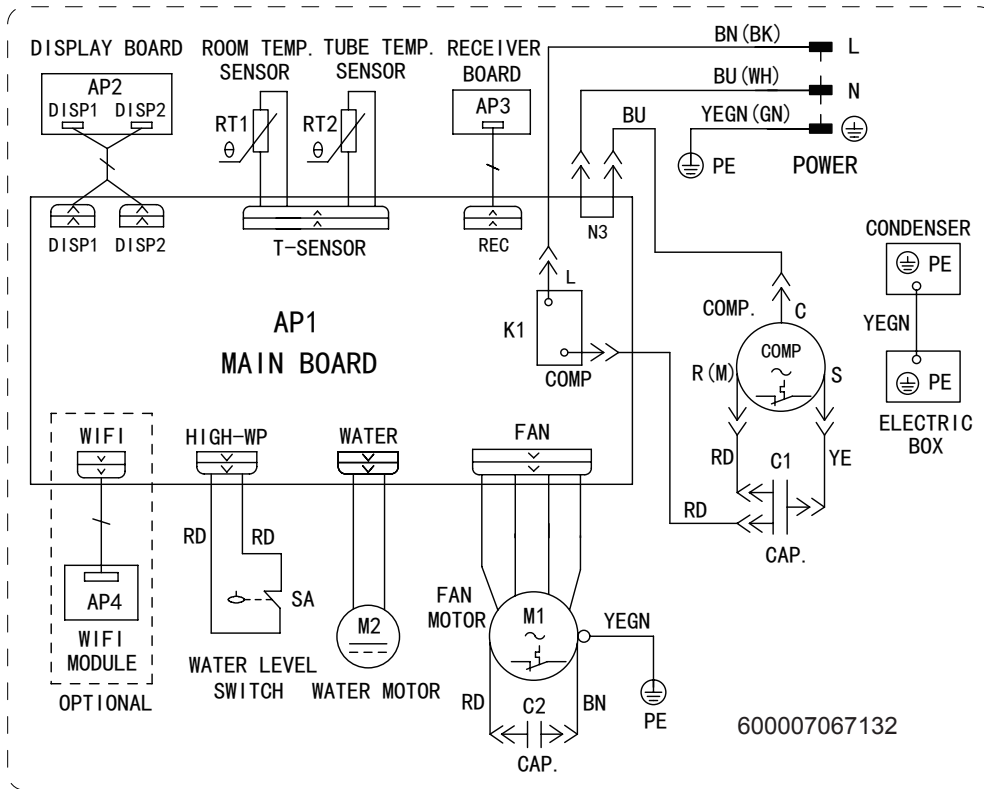 DISPLAY BOARD
ROOM TEMP.
SENSOR
TUBE TEMP.
SENSOR
RECEIVER
BOARD
BN(BK)
L
AP2
DISP1
DISP2
RT1
θ
RT2
θ
AP3
BU(WH)
N
BU
YEGN(GN)
PE
POWER
DISP1
DISP2
T-SENSOR
REC
N3
CONDENSER
PE
YEGN
PE
ELECTRIC
BOX
AP1
MAIN BOARD
L
K1
COMP
COMP.
C
COMP
R(M)
S
RD
C1
YE
RD
CAP.
WIFI
HIGH-WP
WATER
FAN
RD
RD
SA
AP4
WIFI
MODULE
OPTIONAL
WATER LEVEL
SWITCH
M2
WATER MOTOR
FAN
MOTOR
M1
YEGN
PE
RD
C2
BN
CAP.
600007067132